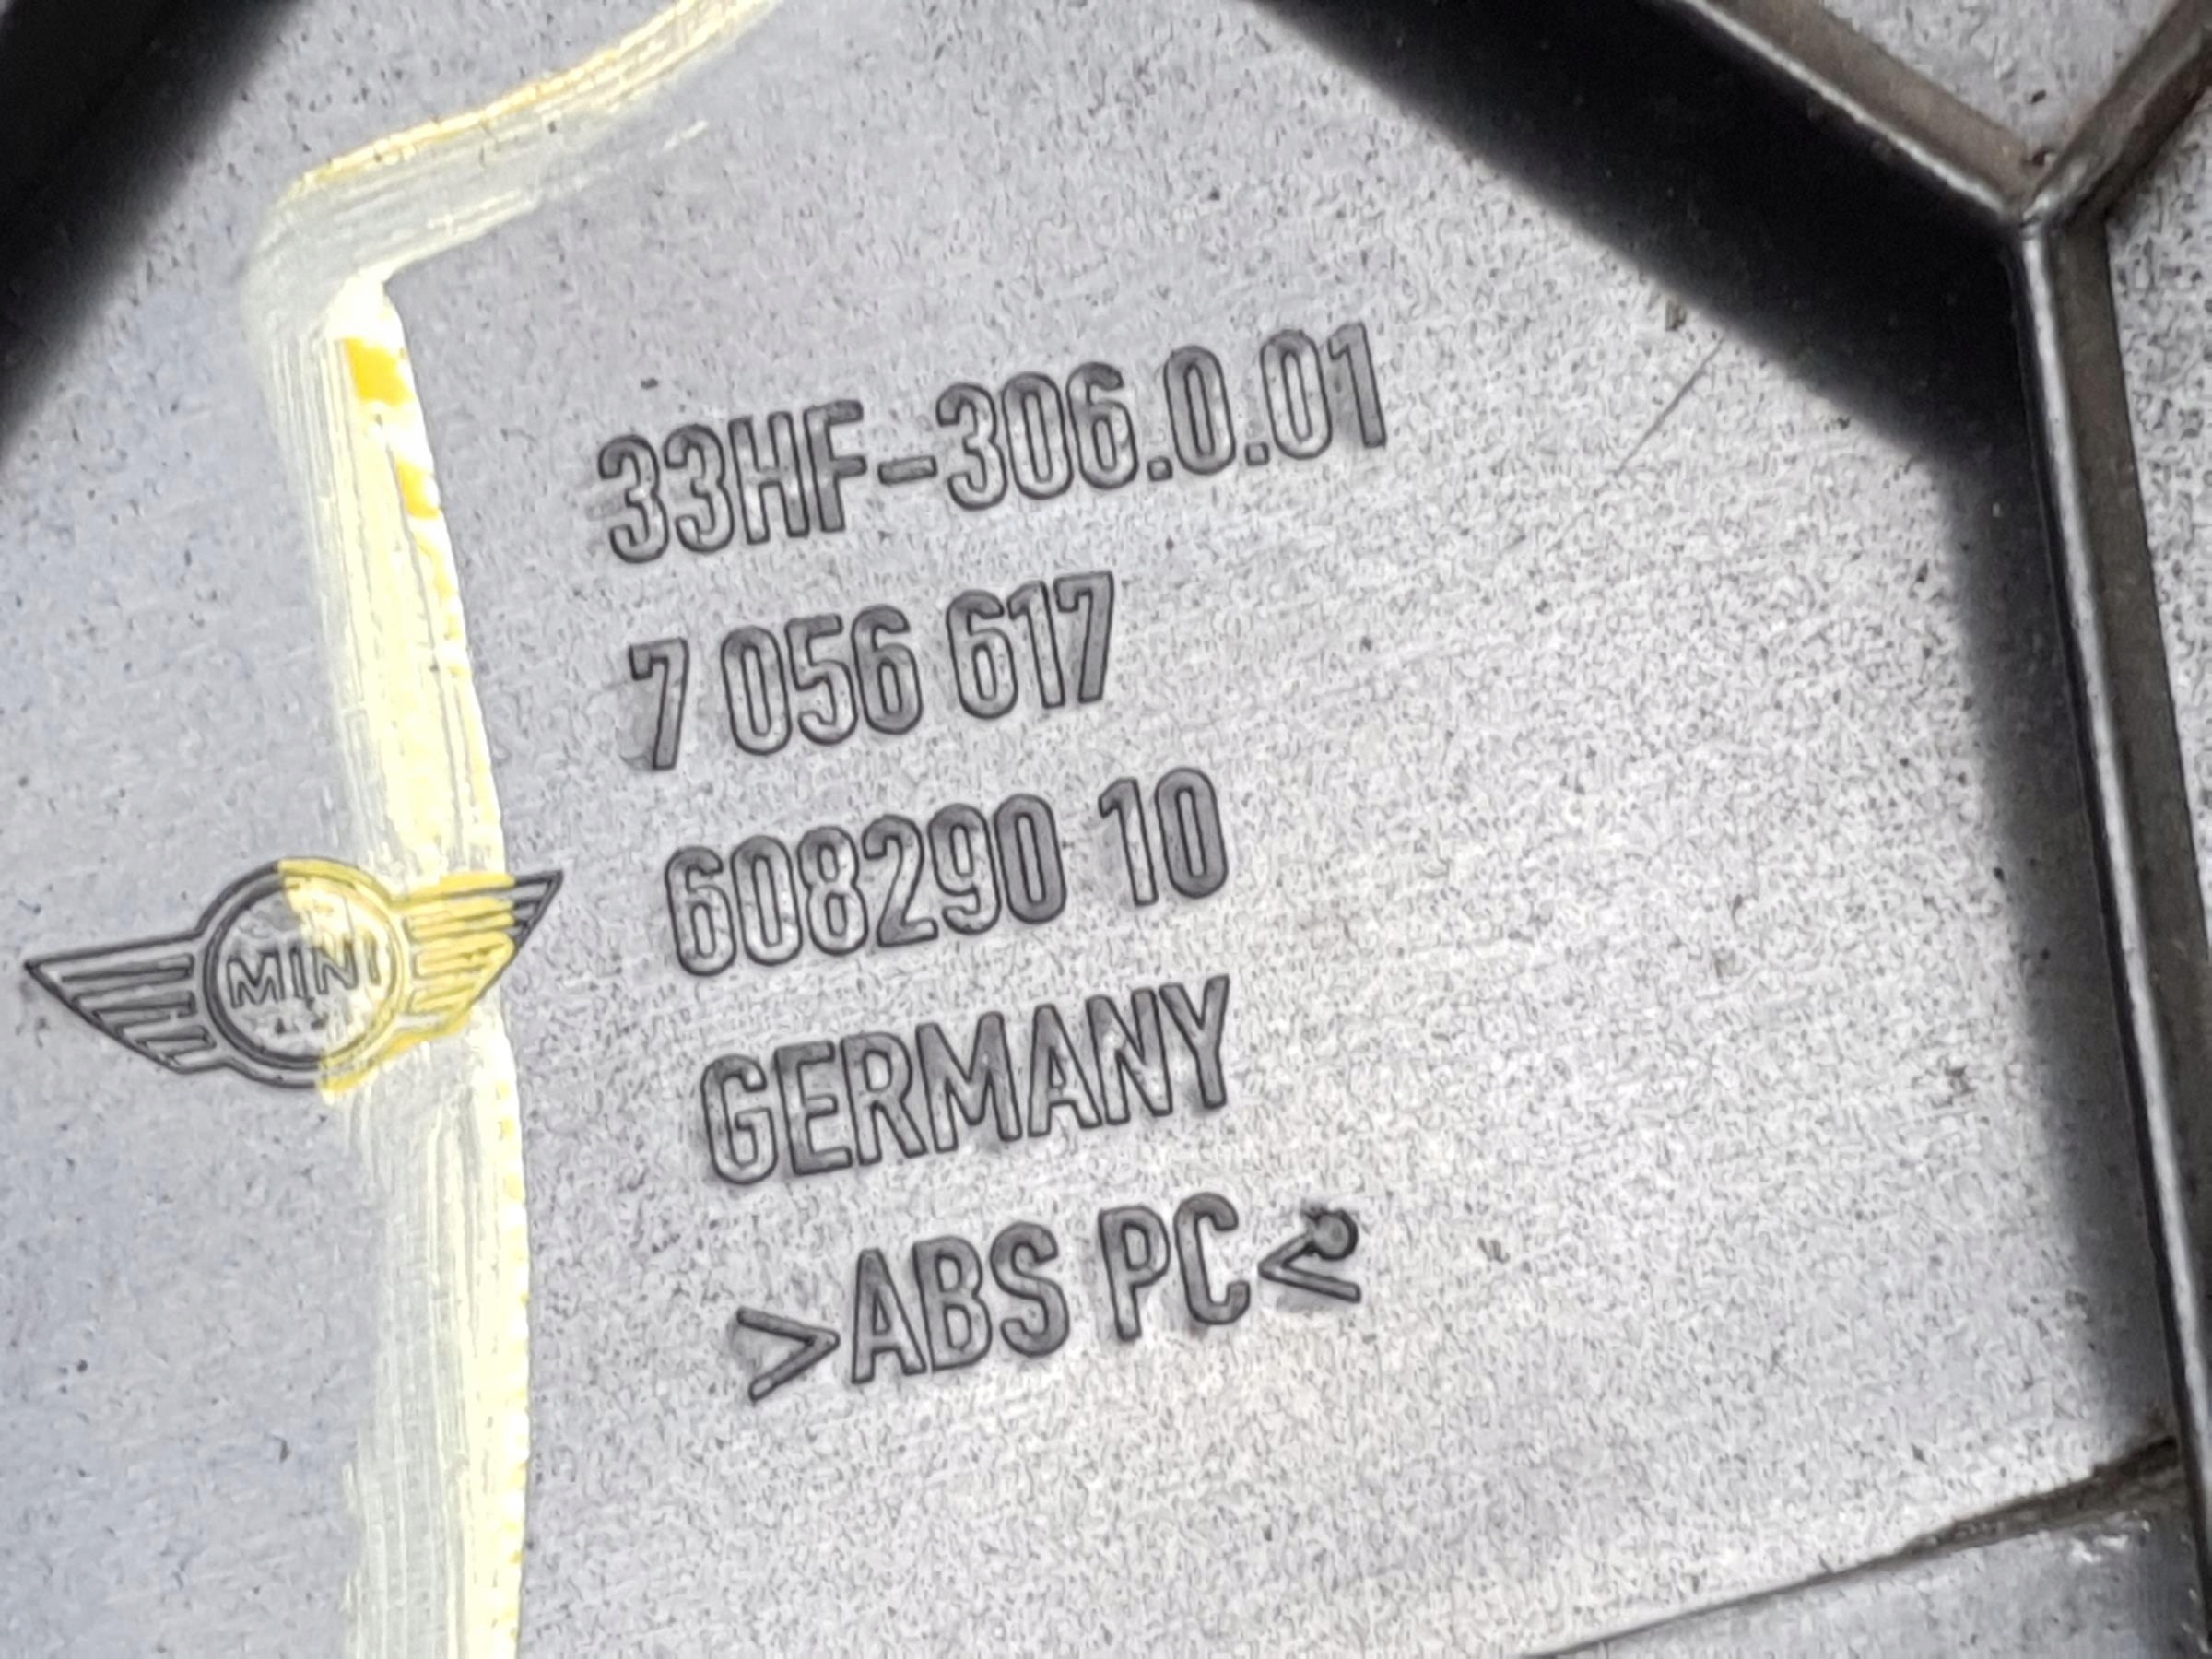 33HF-306.0.01
7 056 617
608290 10
MINI
GERMANY
>ABS PC<